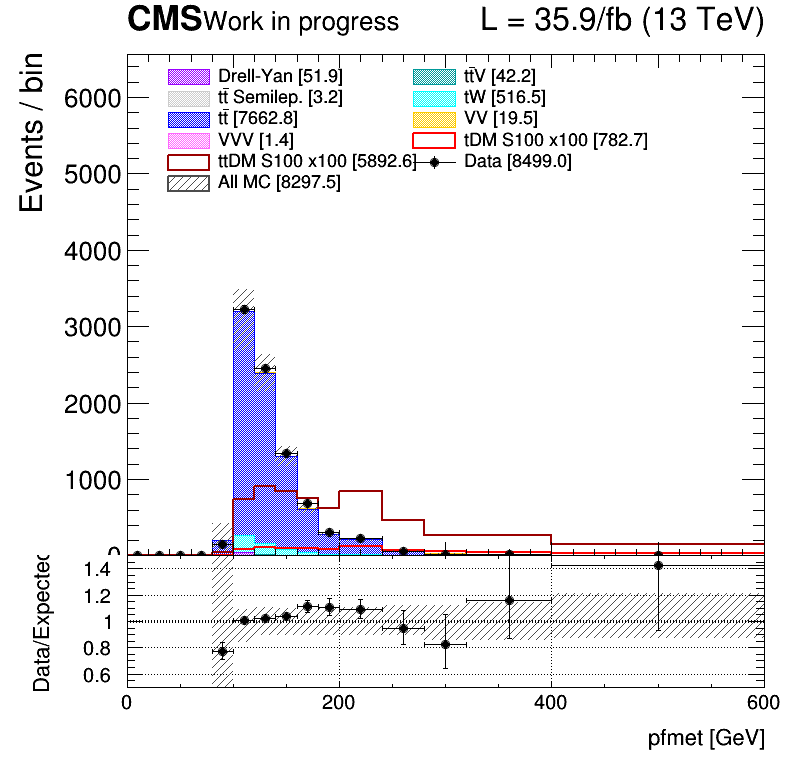 CMS Work in progress L = 35.9/fb (13 TeV)
Events / bin
Drell-Yan [51.9] tt̄V [42.2]
tt̄ Semilep. [3.2] tW [516.5]
tt̄ [7662.8] VV [19.5]
VVV [1.4] tDM S100 x100 [782.7]
ttDM S100 x100 [5892.6] Data [8499.0]
All MC [8297.5]
6000
5000
4000
3000
2000
1000
0
Data/Expected
1.4
1.2
1
0.8
0.6
0 200 400 600
pfmet [GeV]